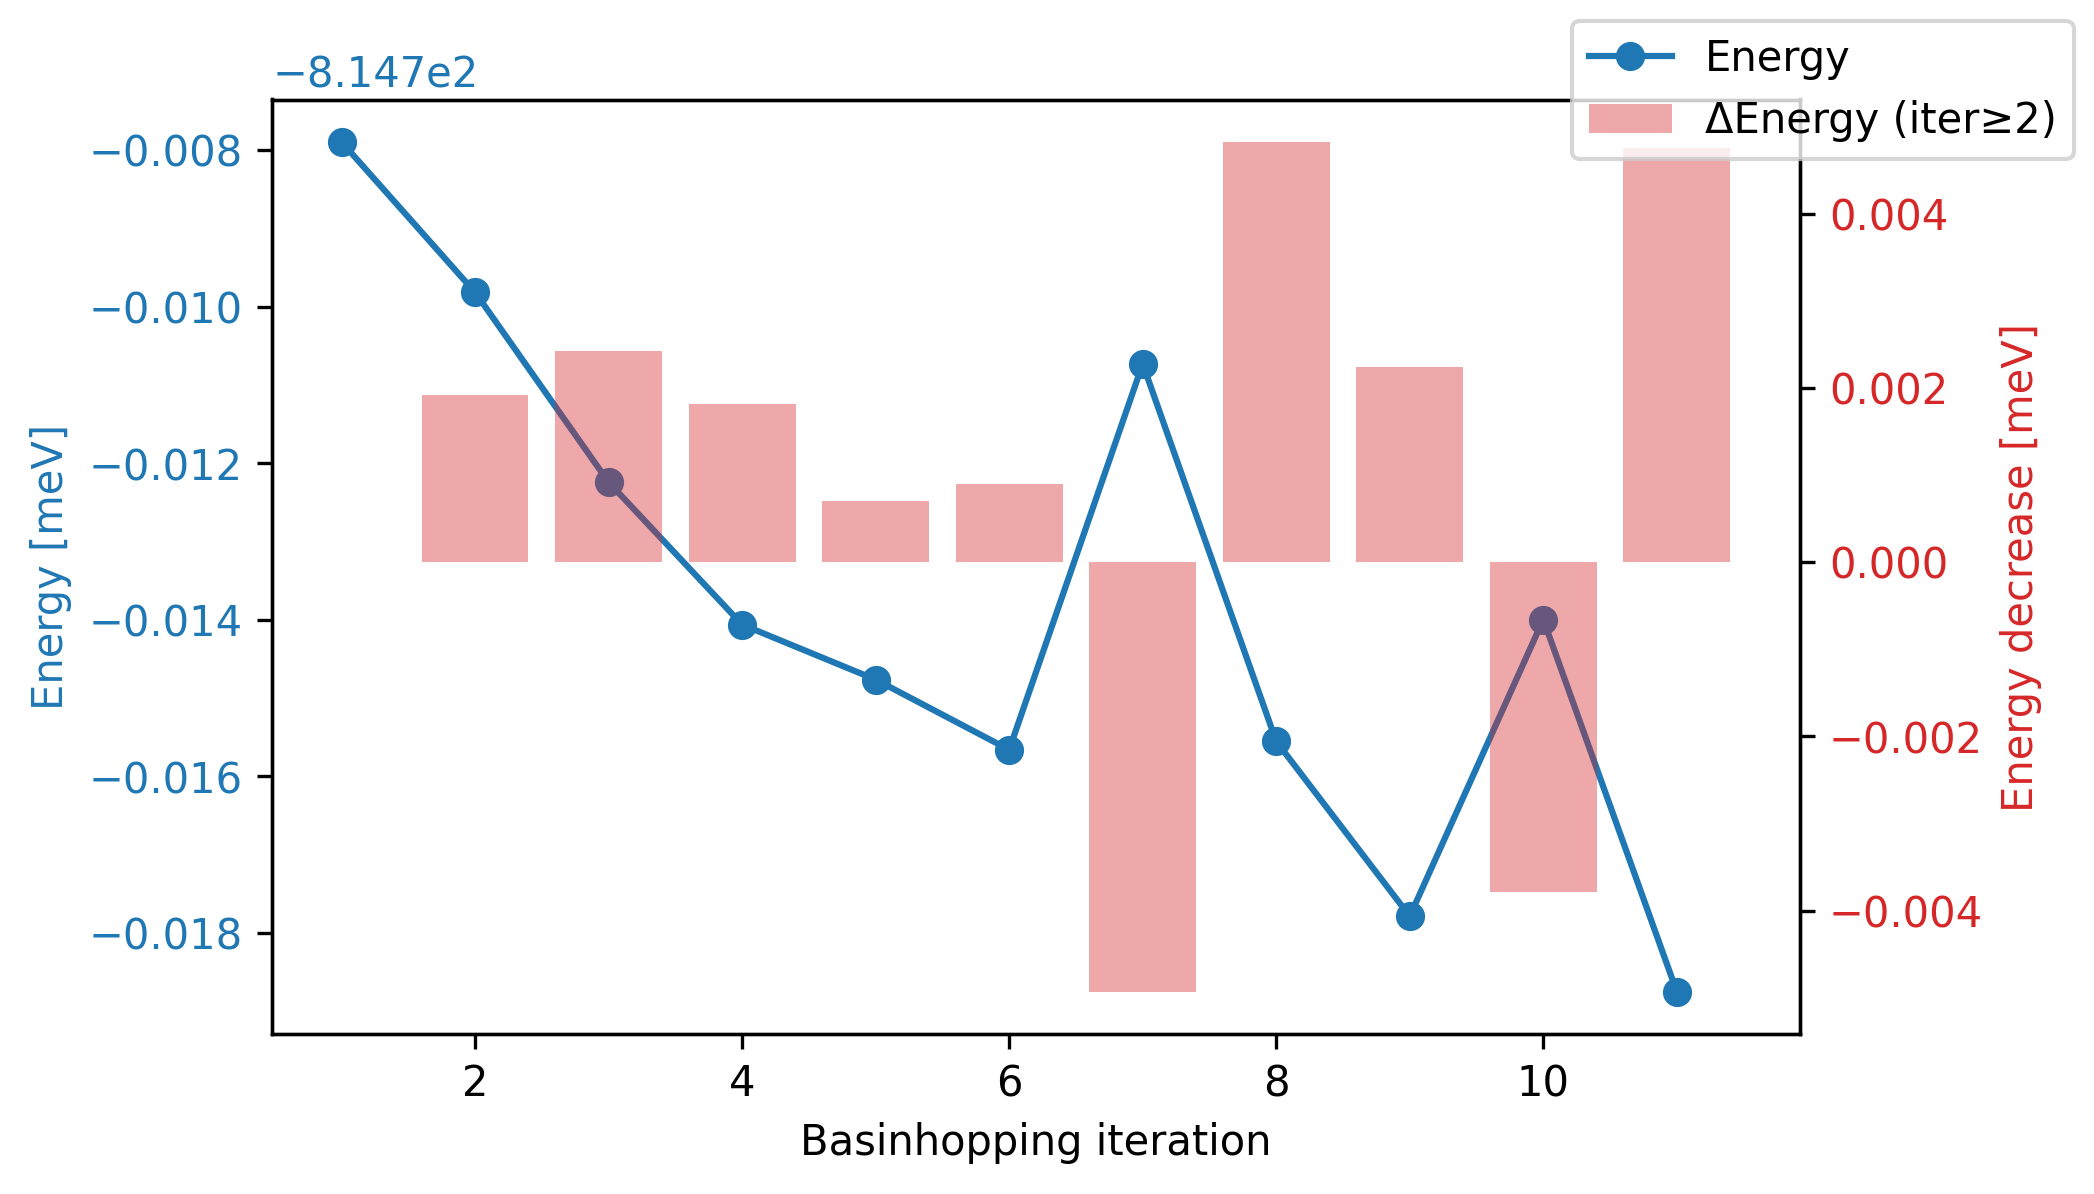 Energy
ΔEnergy (iter≥2)
−8.147e2
−0.008
−0.010
−0.012
−0.014
−0.016
−0.018
Energy [meV]
0.004
0.002
0.000
−0.002
−0.004
Energy decrease [meV]
2
4
6
8
10
Basinhopping iteration